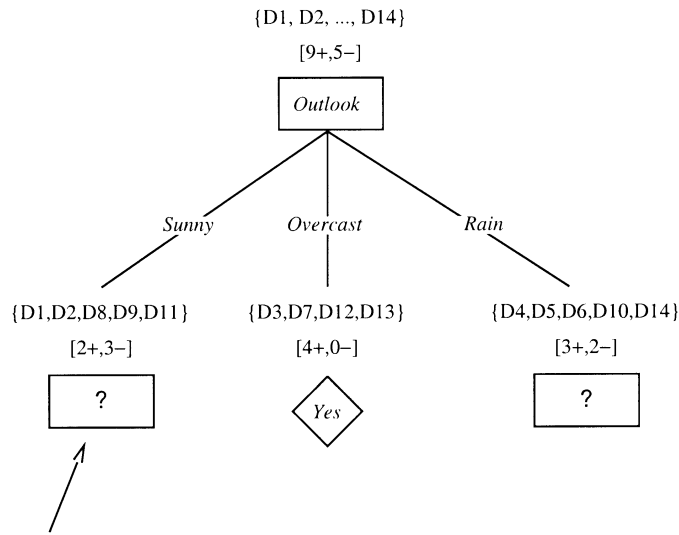 {D1, D2, ..., D14}
[9+,5−]
Outlook
Sunny
Overcast
Rain
{D1,D2,D8,D9,D11}
{D3,D7,D12,D13}
{D4,D5,D6,D10,D14}
[2+,3−]
[4+,0−]
[3+,2−]
?
Yes
?